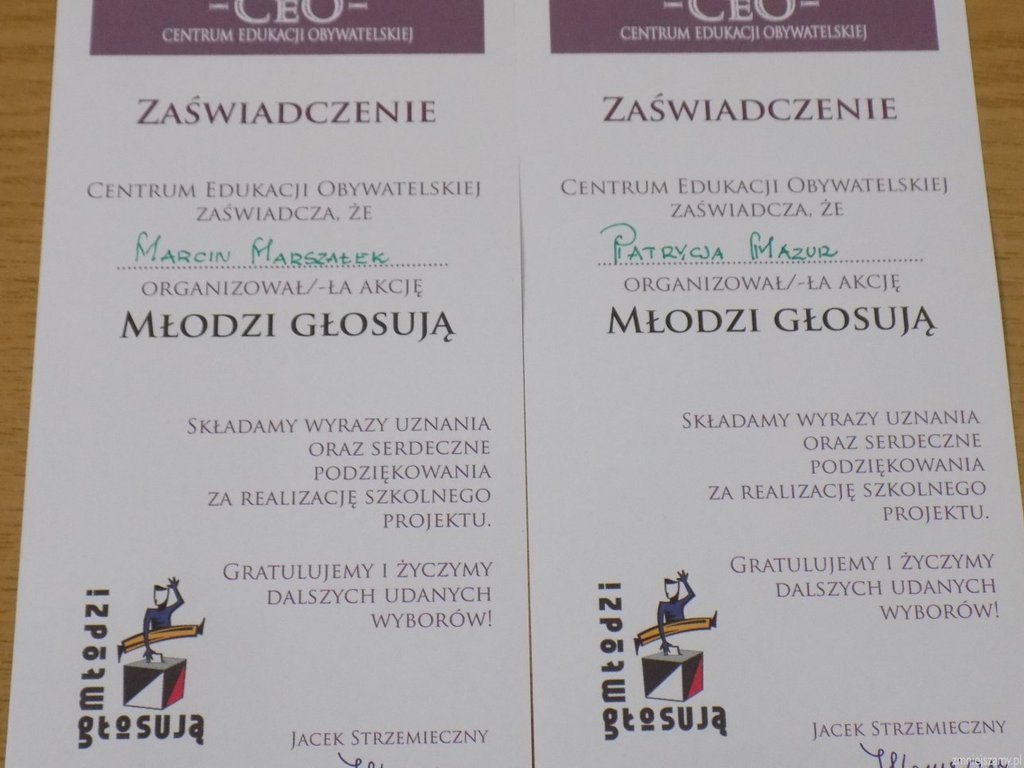 CEO
CENTRUM EDUKACJI OBYWATELSKIEJ
ZAŚWIADCZENIE
CENTRUM EDUKACJI OBYWATELSKIEJ
ZAŚWIADCZA, ŻE
MARCIN MARSZAŁEK
ORGANIZOWAŁ/-ŁA AKCJĘ
MŁODZI GŁOSUJĄ
SKŁADAMY WYRAZY UZNANIA
ORAZ SERDECZNE
PODZIĘKOWANIA
ZA REALIZACJĘ SZKOLNEGO
PROJEKTU.
GRATULUJEMY I ŻYCZYMY
DALSZYCH UDANYCH
WYBORÓW!
młodzi
głosują
JACEK STRZEMIECZNY
CEO
CENTRUM EDUKACJI OBYWATELSKIEJ
ZAŚWIADCZENIE
CENTRUM EDUKACJI OBYWATELSKIEJ
ZAŚWIADCZA, ŻE
PATRYCJA MAZUR
ORGANIZOWAŁ/-ŁA AKCJĘ
MŁODZI GŁOSUJĄ
SKŁADAMY WYRAZY UZNANIA
ORAZ SERDECZNE
PODZIĘKOWANIA
ZA REALIZACJĘ SZKOLNEGO
PROJEKTU.
GRATULUJEMY I ŻYCZYMY
DALSZYCH UDANYCH
WYBORÓW!
młodzi
głosują
JACEK STRZEMIECZNY
zmniejszamy.pl